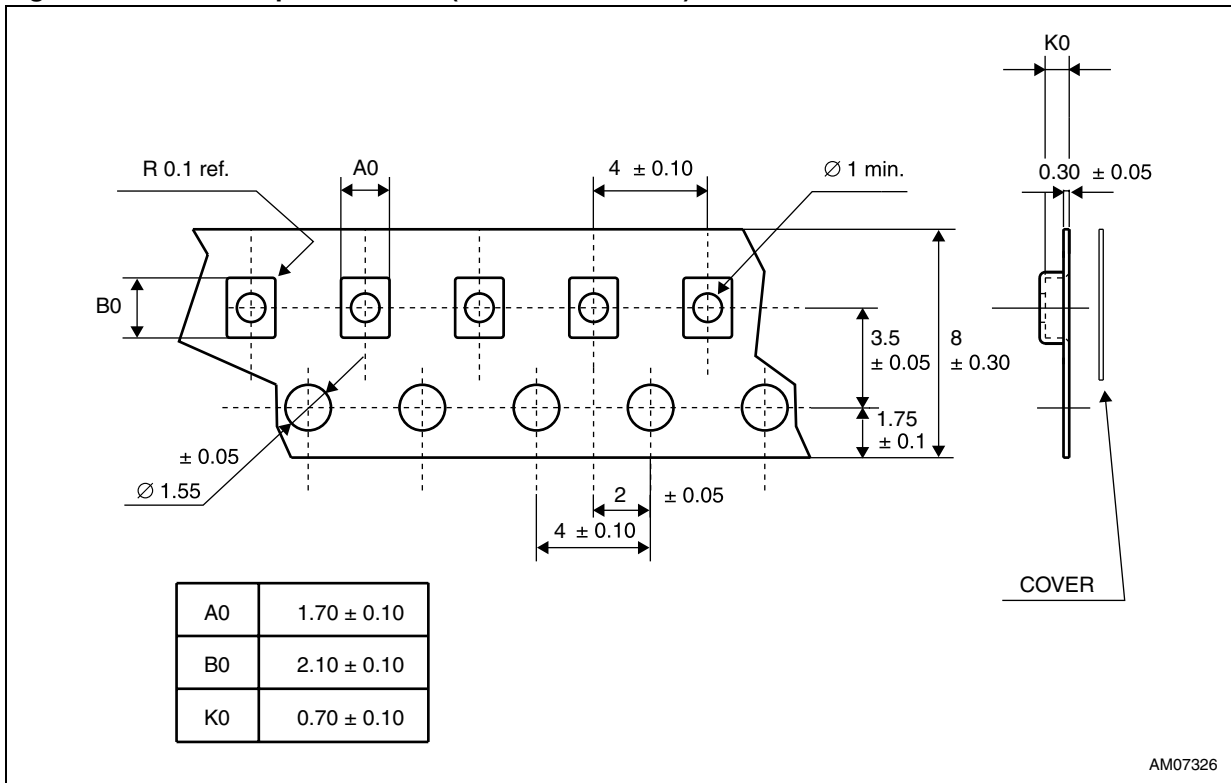 K0
0.30 ± 0.05
R 0.1 ref.
A0
4 ± 0.10
∅ 1 min.
B0
3.5
± 0.05
8
± 0.30
1.75
± 0.1
± 0.05
∅ 1.55
2 ± 0.05
4 ± 0.10
COVER
A0 1.70 ± 0.10
B0 2.10 ± 0.10
K0 0.70 ± 0.10
AM07326